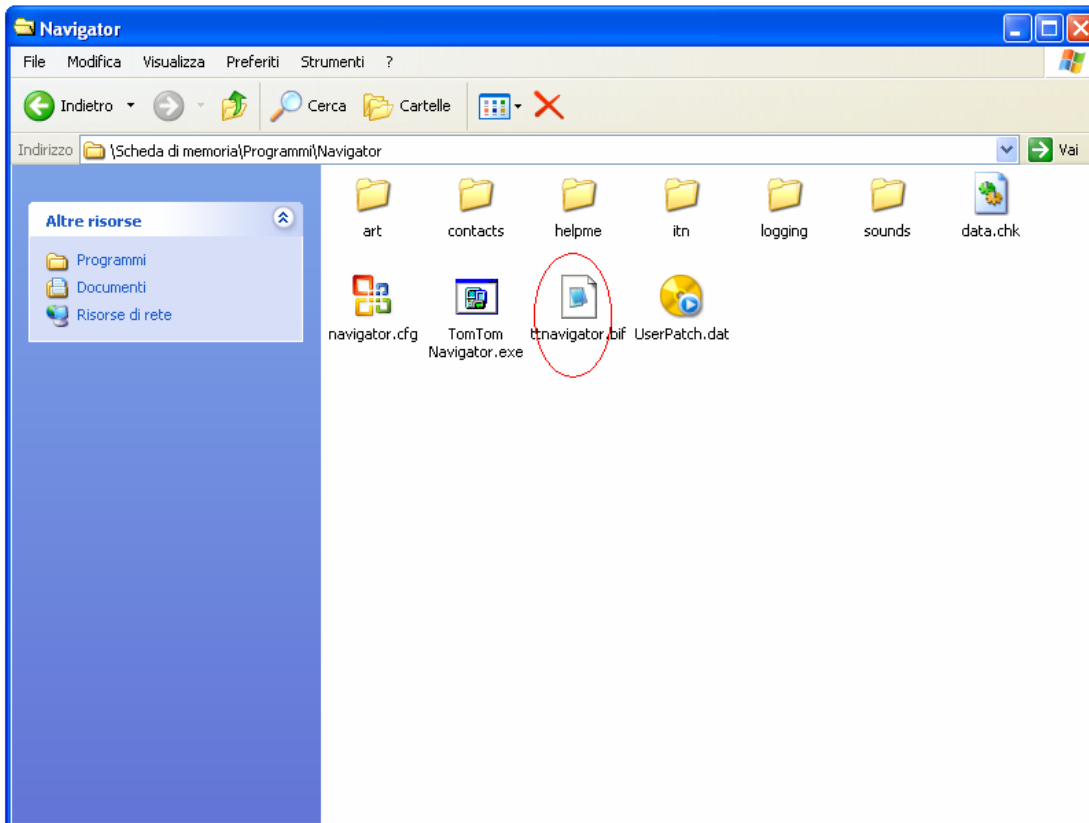 Navigator
File Modifica Visualizza Preferiti Strumenti ?
Indietro Cerca Cartelle
Indirizzo \Scheda di memoria\Programmi\Navigator Vai
Altre risorse
Programmi
Documenti
Risorse di rete
art contacts helpme itn logging sounds data.chk
navigator.cfg TomTom ttnavigator.bif UserPatch.dat
Navigator.exe